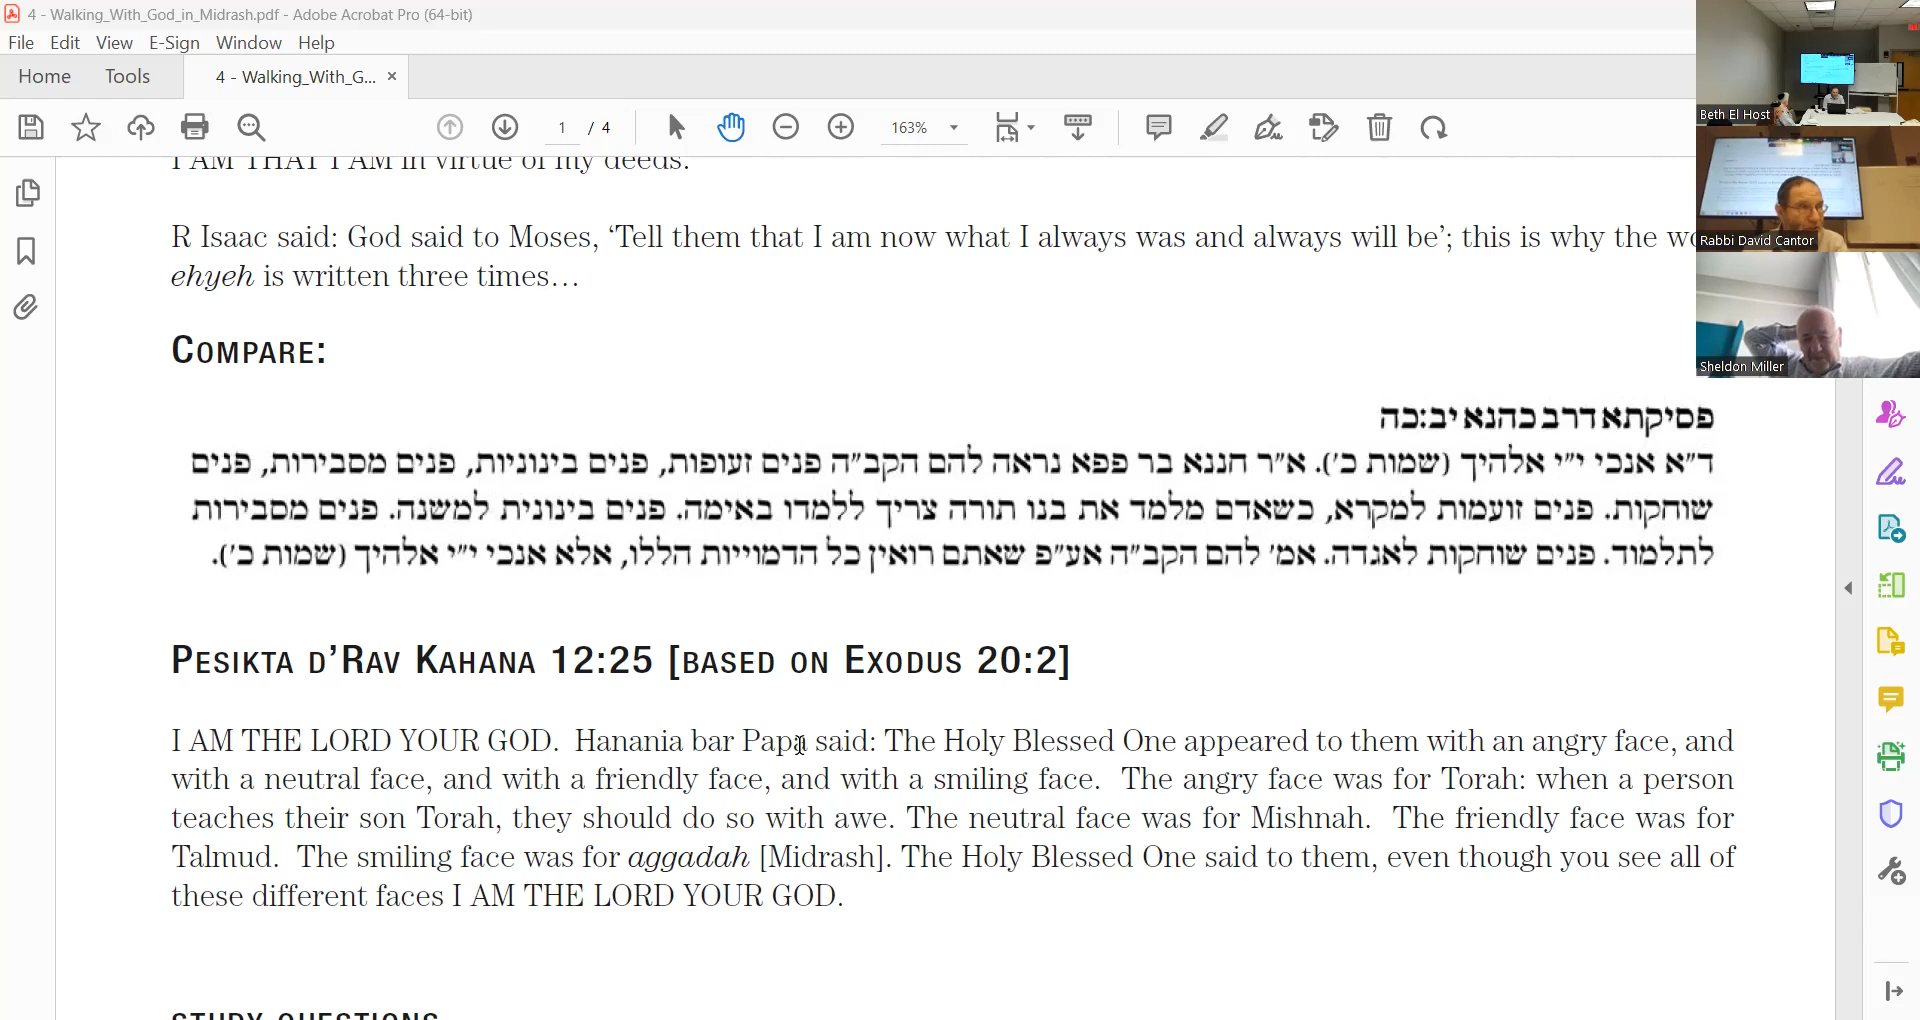 4 - Walking_With_God_in_Midrash.pdf - Adobe Acrobat Pro (64-bit)
File Edit View E-Sign Window Help
Home Tools 4 - Walking_With_G... ×
1 / 4 163%
I AM THAT I AM in virtue of my deeds.
R Isaac said: God said to Moses, ‘Tell them that I am now what I always was and always will be’; this is why the
ehyeh is written three times…
COMPARE:
פסיקתא דרב כהנא יב:כה
ד״א אנכי י״י אלהיך (שמות כ׳). א״ר חננא בר פפא נראה להם הקב״ה פנים זעופות, פנים בינוניות, פנים מסבירות, פנים
שוחקות. פנים זועמות למקרא, כשאדם מלמד את בנו תורה צריך ללמדו באימה. פנים בינונית למשנה. פנים מסבירות
לתלמוד. פנים שוחקות לאגדה. אמ׳ להם הקב״ה אע״פ שאתם רואין כל הדמוייות הללו, אלא אנכי י״י אלהיך (שמות כ׳).
PESIKTA D’RAV KAHANA 12:25 [BASED ON EXODUS 20:2]
I AM THE LORD YOUR GOD. Hanania bar Papa said: The Holy Blessed One appeared to them with an angry face, and
with a neutral face, and with a friendly face, and with a smiling face. The angry face was for Torah: when a person
teaches their son Torah, they should do so with awe. The neutral face was for Mishnah. The friendly face was for
Talmud. The smiling face was for aggadah [Midrash]. The Holy Blessed One said to them, even though you see all of
these different faces I AM THE LORD YOUR GOD.
STUDY QUESTIONS
Beth El Host
Rabbi David Cantor
Sheldon Miller